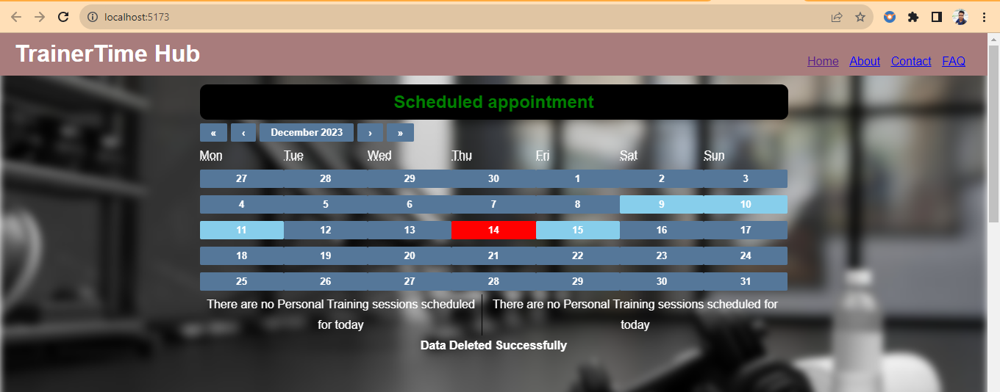 localhost:5173
TrainerTime Hub
Home About Contact FAQ
Scheduled appointment
« ‹ December 2023 › »
Mon Tue Wed Thu Fri Sat Sun
27 28 29 30 1 2 3
4 5 6 7 8 9 10
11 12 13 14 15 16 17
18 19 20 21 22 23 24
25 26 27 28 29 30 31
There are no Personal Training sessions scheduled
for today
There are no Personal Training sessions scheduled for
today
Data Deleted Successfully